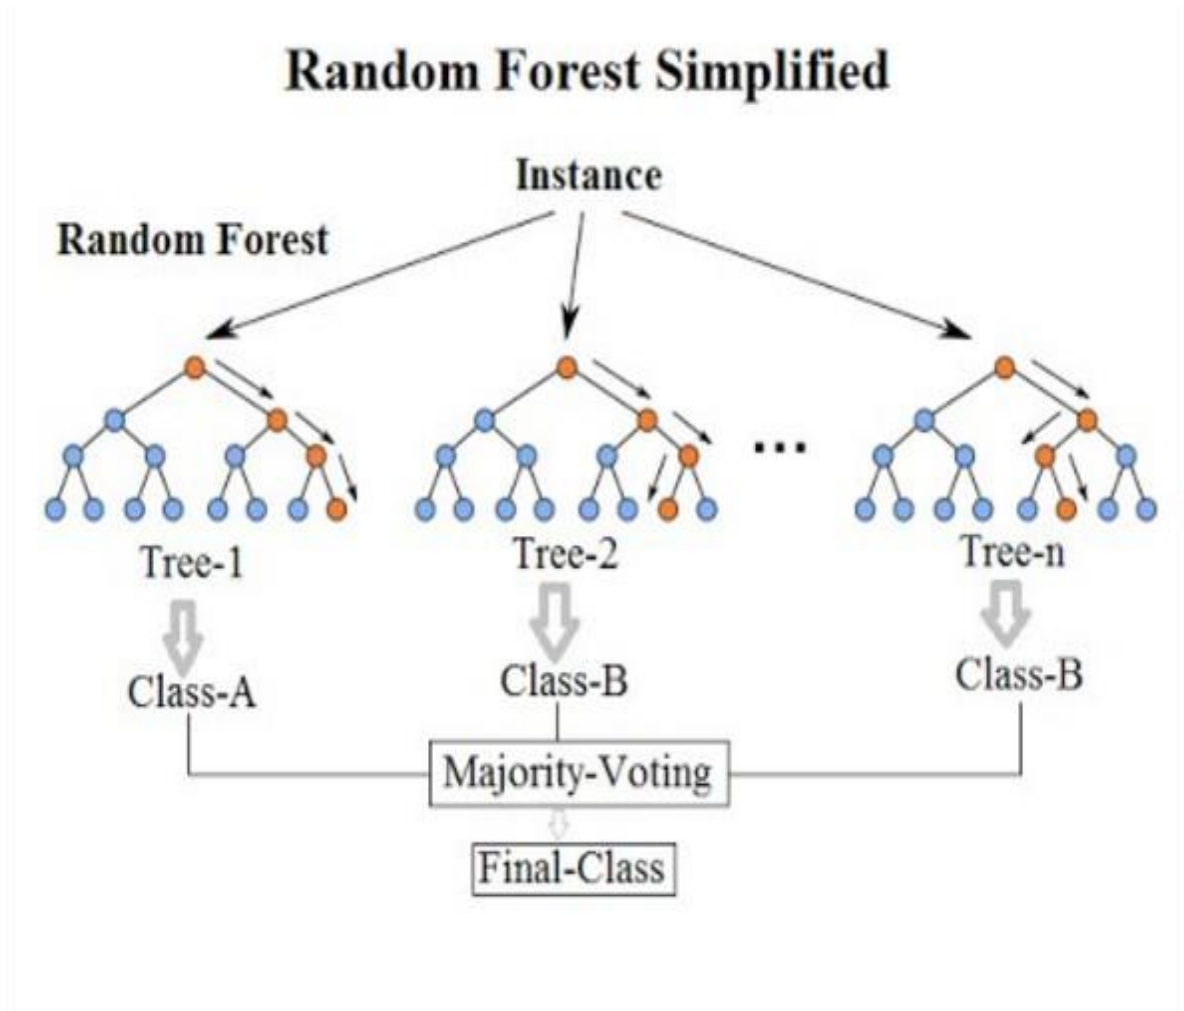 Random Forest Simplified
Instance
Random Forest
...
Tree-1
Tree-2
Tree-n
Class-A
Class-B
Class-B
Majority-Voting
Final-Class